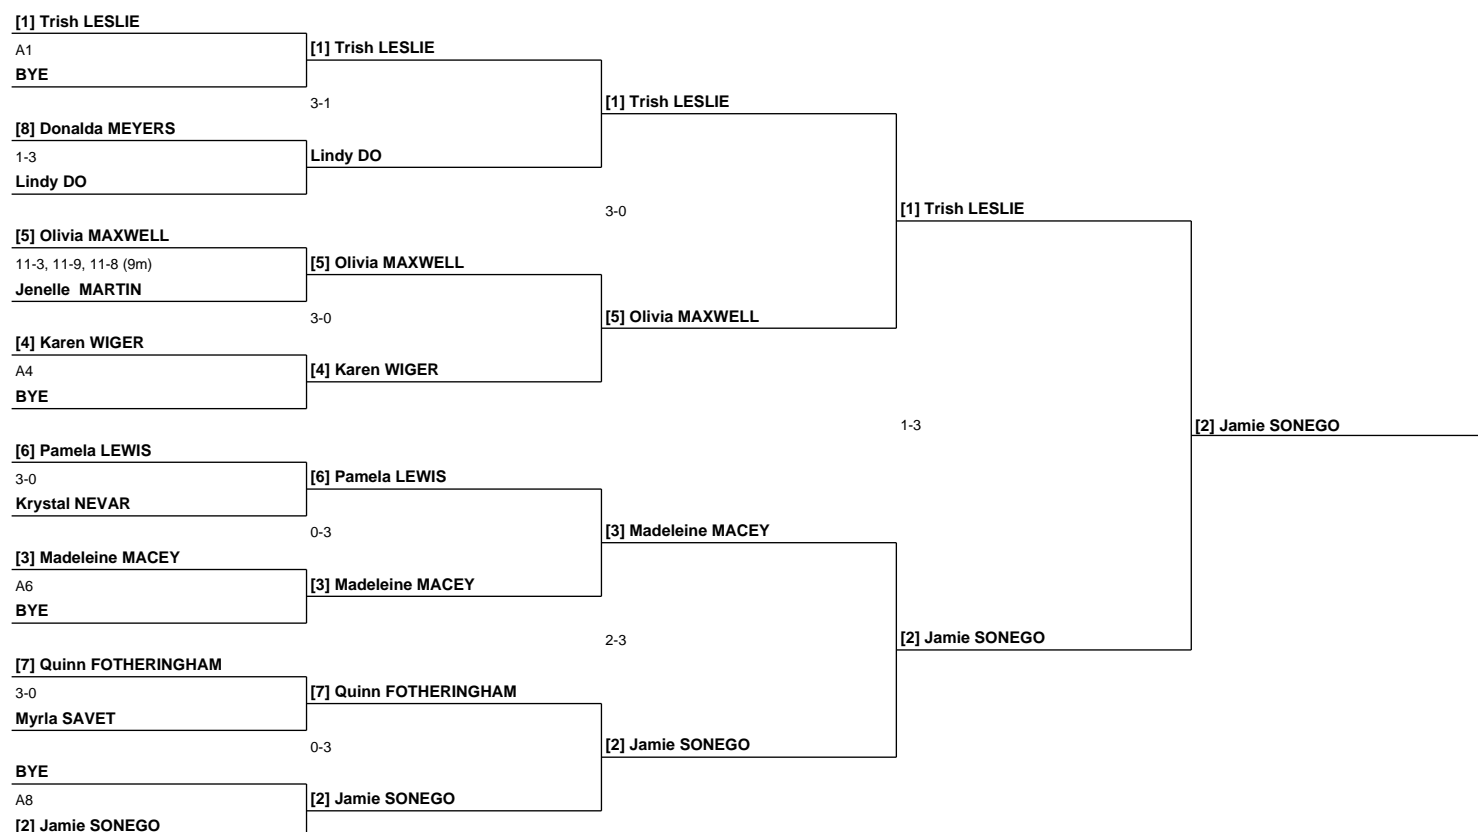 [1] Trish LESLIE
A1
BYE
[8] Donalda MEYERS
1-3
Lindy DO
[5] Olivia MAXWELL
11-3, 11-9, 11-8 (9m)
Jenelle  MARTIN
[4] Karen WIGER
A4
BYE
[6] Pamela LEWIS
3-0
Krystal NEVAR
[3] Madeleine MACEY
A6
BYE
[7] Quinn FOTHERINGHAM
3-0
Myrla SAVET
BYE
A8
[2] Jamie SONEGO
[1] Trish LESLIE
3-1
Lindy DO
[5] Olivia MAXWELL
3-0
[4] Karen WIGER
[6] Pamela LEWIS
0-3
[3] Madeleine MACEY
[7] Quinn FOTHERINGHAM
0-3
[2] Jamie SONEGO
[1] Trish LESLIE
3-0
[5] Olivia MAXWELL
[3] Madeleine MACEY
2-3
[2] Jamie SONEGO
[1] Trish LESLIE
1-3
[2] Jamie SONEGO
[2] Jamie SONEGO